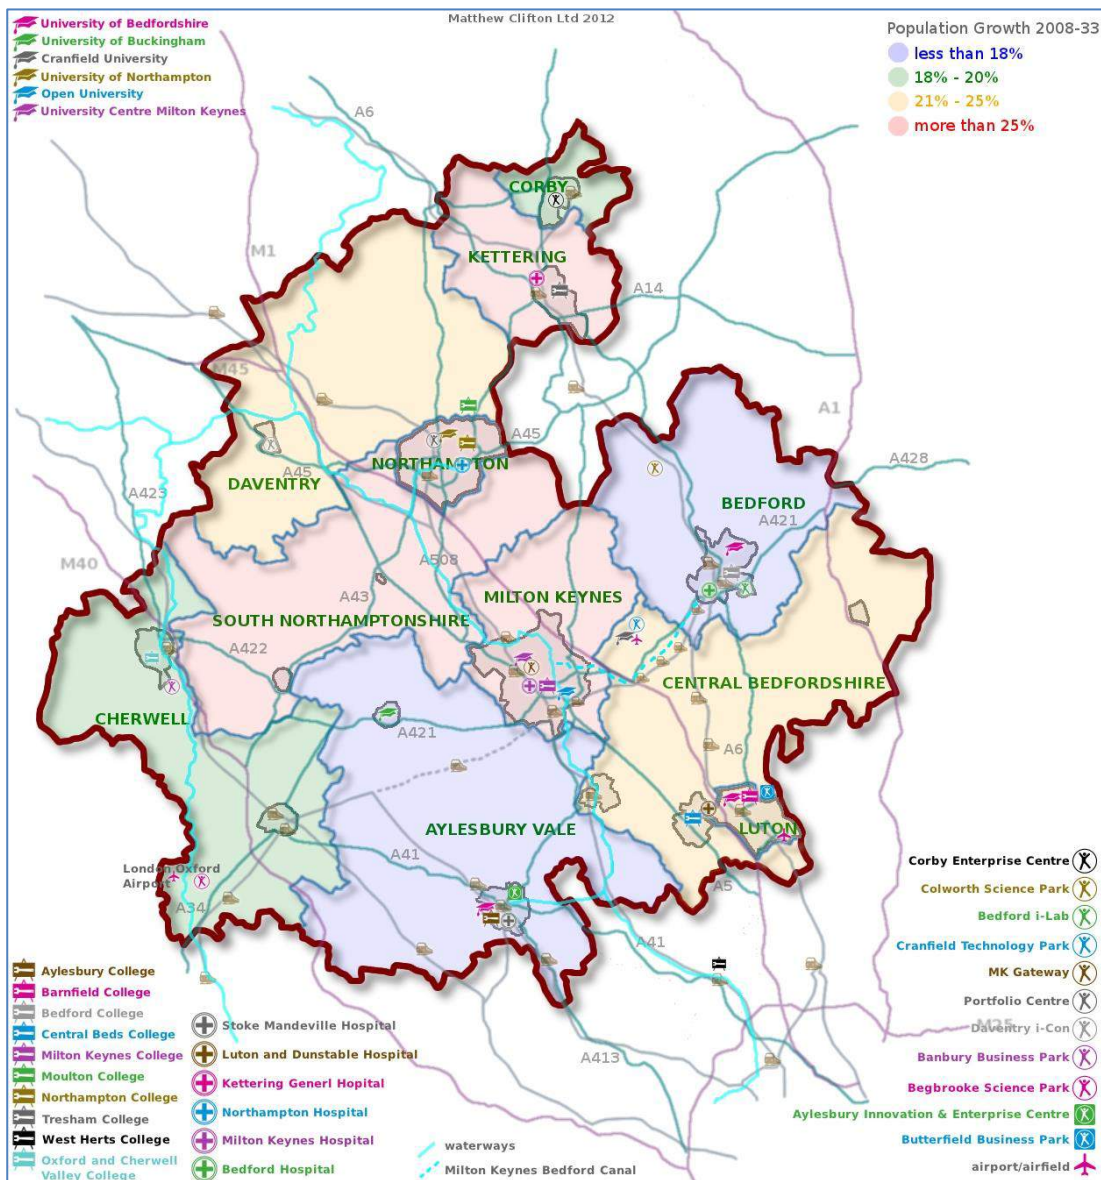 Matthew Clifton Ltd 2012
University of Bedfordshire
University of Buckingham
Cranfield University
University of Northampton
Open University
University Centre Milton Keynes
Population Growth 2008-33
less than 18%
18% - 20%
21% - 25%
more than 25%
A6
CORBY
M1
KETTERING
A14
M45
A1
A45
NORTHAMPTON
A428
A45
DAVENTRY
A423
BEDFORD
A421
M40
A508
A43
MILTON KEYNES
SOUTH NORTHAMPTONSHIRE
A422
CENTRAL BEDFORDSHIRE
CHERWELL
A421
A6
AYLESBURY VALE
LUTON
A41
London Oxford
Airport
A34
A5
A41
A413
M25
Corby Enterprise Centre
Colworth Science Park
Bedford i-Lab
Cranfield Technology Park
MK Gateway
Portfolio Centre
Daventry i-Con
Banbury Business Park
Begbrooke Science Park
Aylesbury Innovation & Enterprise Centre
Butterfield Business Park
airport/airfield
Aylesbury College
Barnfield College
Bedford College
Central Beds College
Milton Keynes College
Moulton College
Northampton College
Tresham College
West Herts College
Oxford and Cherwell
Valley College
Stoke Mandeville Hospital
Luton and Dunstable Hospital
Kettering Generl Hopital
Northampton Hospital
Milton Keynes Hospital
Bedford Hospital
waterways
Milton Keynes Bedford Canal